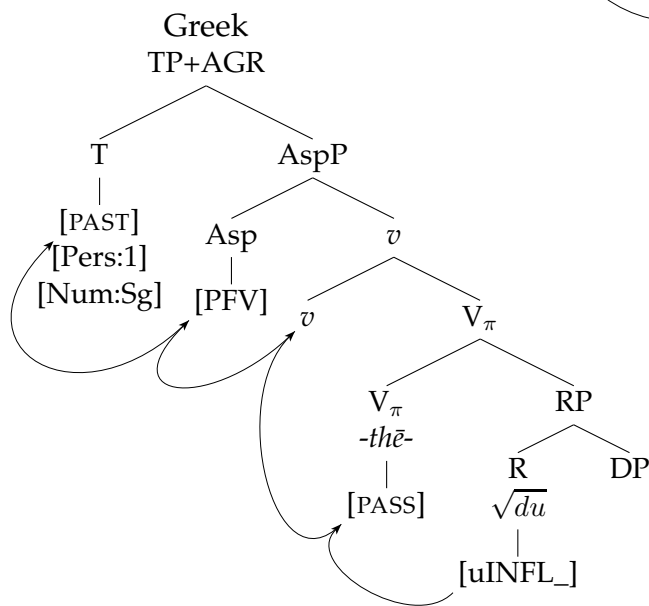 Greek
TP+AGR
T AspP
[PAST] Asp v
[Pers:1]
[Num:Sg] [PFV] v Vπ
Vπ RP
-thē- R DP
[PASS] √du
[uINFL_]